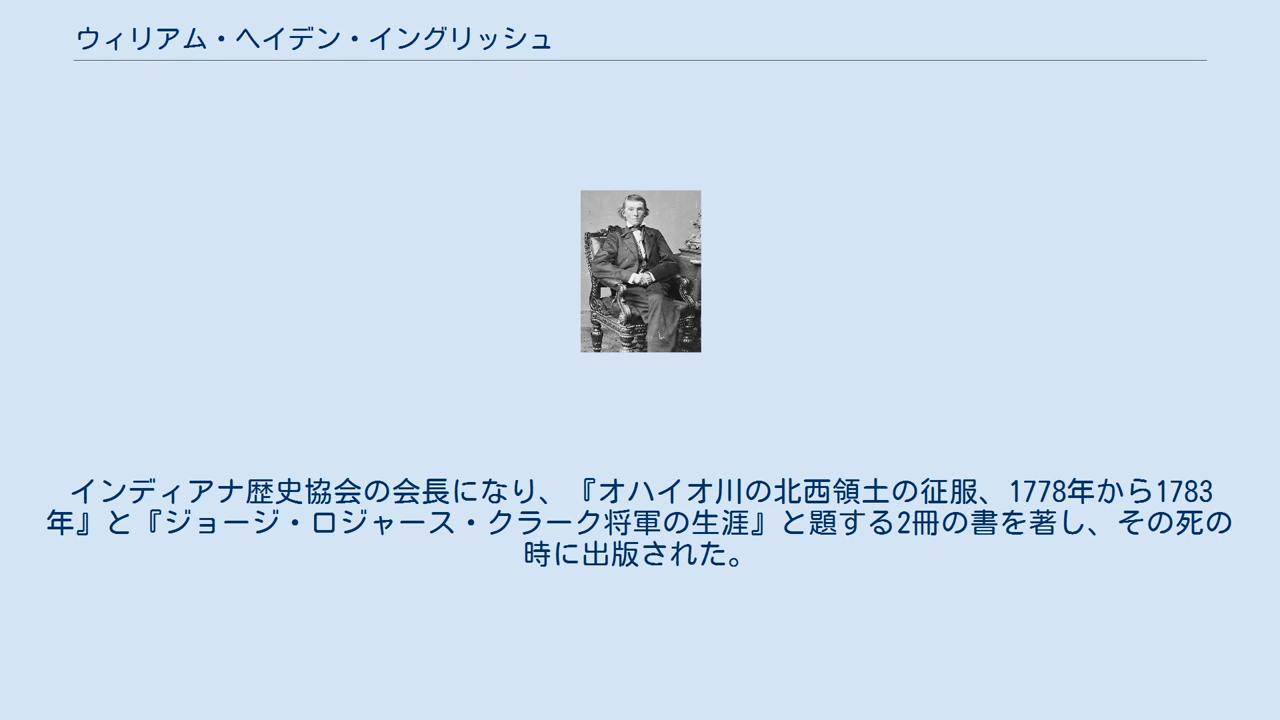 ウィリアム・ヘイデン・イングリッシュ
インディアナ歴史協会の会長になり、『オハイオ川の北西領土の征服、1778年から1783
年』と『ジョージ・ロジャース・クラーク将軍の生涯』と題する2冊の書を著し、その死の
時に出版された。